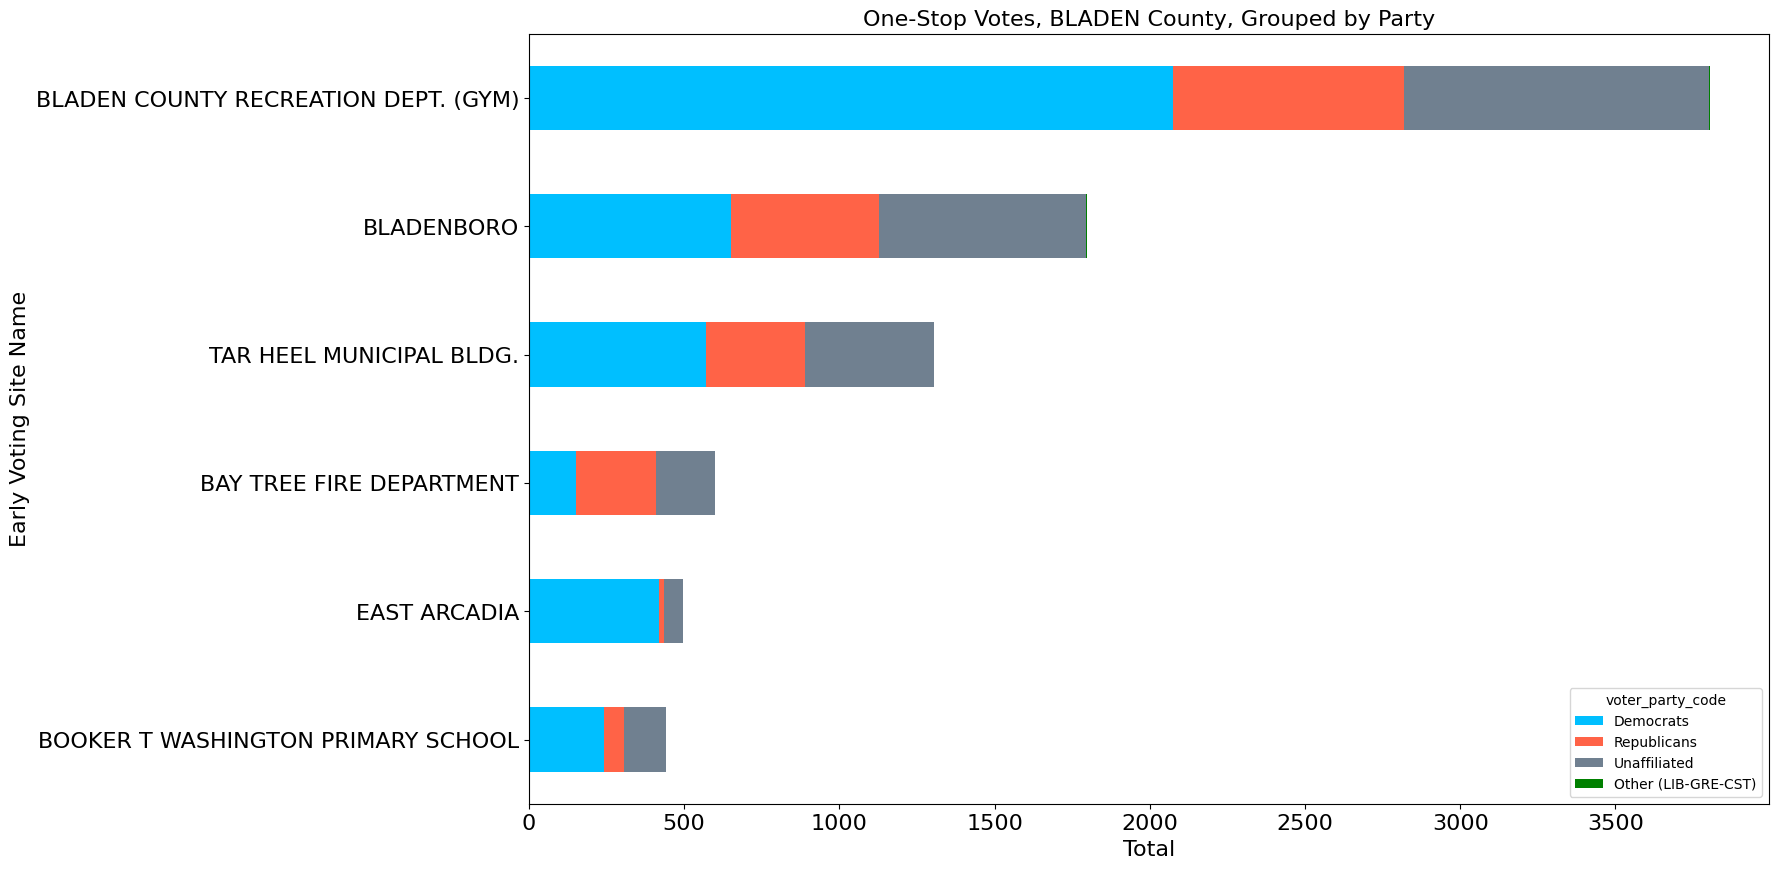 One-Stop Votes, BLADEN County, Grouped by Party
Early Voting Site Name
BLADEN COUNTY RECREATION DEPT. (GYM)
BLADENBORO
TAR HEEL MUNICIPAL BLDG.
BAY TREE FIRE DEPARTMENT
EAST ARCADIA
BOOKER T WASHINGTON PRIMARY SCHOOL
voter_party_code
Democrats
Republicans
Unaffiliated
Other (LIB-GRE-CST)
0 500 1000 1500 2000 2500 3000 3500
Total